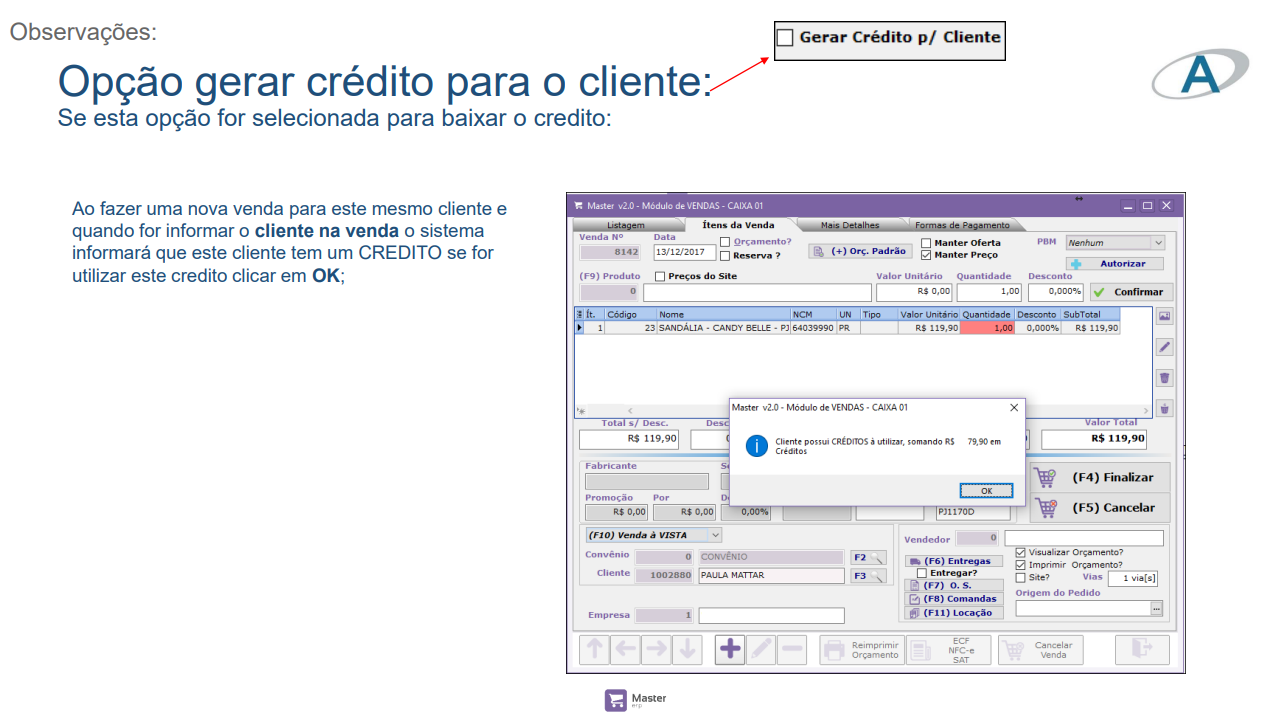 Observações:
Gerar Crédito p/ Cliente
Opção gerar crédito para o cliente:
Se esta opção for selecionada para baixar o credito:
A
Ao fazer uma nova venda para este mesmo cliente e
quando for informar o cliente na venda o sistema
informará que este cliente tem um CREDITO se for
utilizar este credito clicar em OK;
Master v2.0 - Módulo de VENDAS - CAIXA 01
Listagem Ítens da Venda Mais Detalhes Formas de Pagamento
Venda Nº Data Orçamento? Manter Oferta PBM Nenhum
8142 13/12/2017 Reserva ? (+) Orç. Padrão Manter Preço Autorizar
(F9) Produto Preços do Site Valor Unitário Quantidade Desconto
0 R$ 0,00 1,00 0,000% Confirmar
Ít. Código Nome NCM UN Tipo Valor Unitário Quantidade Desconto SubTotal
1 23 SANDÁLIA - CANDY BELLE - PJ 64039990 PR R$ 119,90 1,00 0,000% R$ 119,90
Master v2.0 - Módulo de VENDAS - CAIXA 01
Cliente possui CRÉDITOS á utilizar, somando R$ 79,90 em
Créditos
OK
Total s/ Desc. Desc Valor Total
R$ 119,90 R$ 119,90
Fabricante
Promoção Por
R$ 0,00 R$ 0,00 0,00% PJ1170D
(F4) Finalizar
(F5) Cancelar
(F10) Venda à VISTA
Convênio 0 CONVÊNIO F2
Cliente 1002880 PAULA MATTAR F3
Empresa 1
Vendedor 0
(F6) Entregas Visualizar Orçamento?
Entregar? Imprimir Orçamento?
(F7) O. S. Site? Vias 1 via[s]
(F8) Comandas Origem do Pedido
(F11) Locação ...
Reimprimir
Orçamento
ECF
NFC-e
SAT
Cancelar
Venda
Master
erp